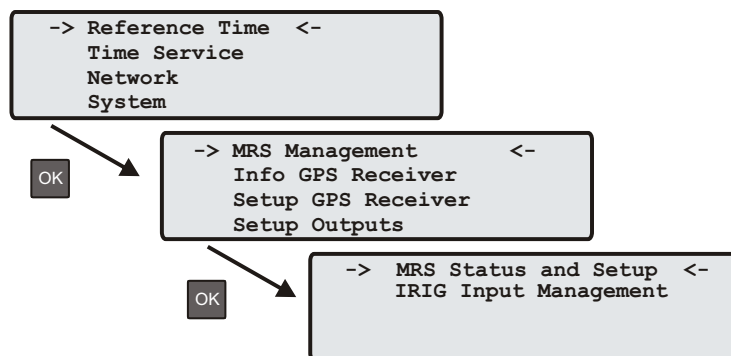 -> Reference Time <-
Time Service
Network
System
OK
-> MRS Management <-
Info GPS Receiver
Setup GPS Receiver
Setup Outputs
OK
-> MRS Status and Setup <-
IRIG Input Management